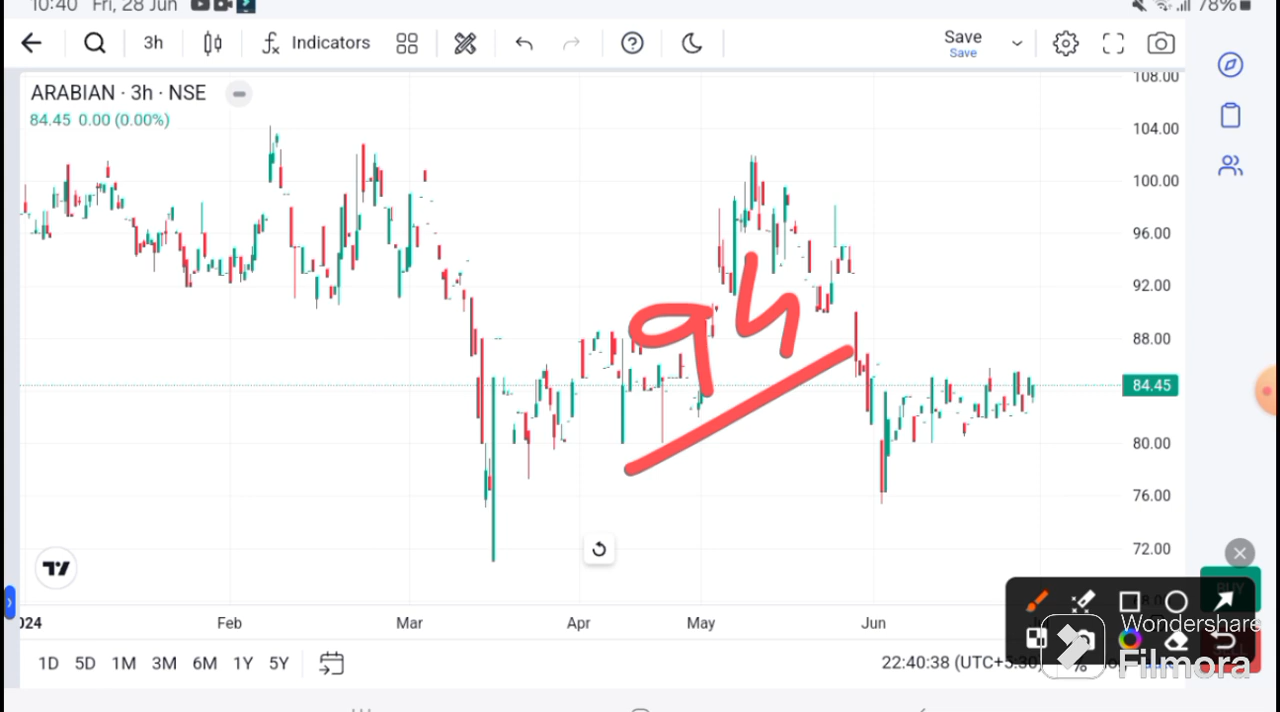 10:40 Fri, 28 Jun
78%
3h
Indicators
Save
Save
ARABIAN · 3h · NSE
84.45 0.00 (0.00%)
108.00
104.00
100.00
96.00
92.00
88.00
84.45
80.00
76.00
72.00
2024 Feb Mar Apr May Jun
1D 5D 1M 3M 6M 1Y 5Y
22:40:38 (UTC+5:30)
%
Wondershare
Filmora